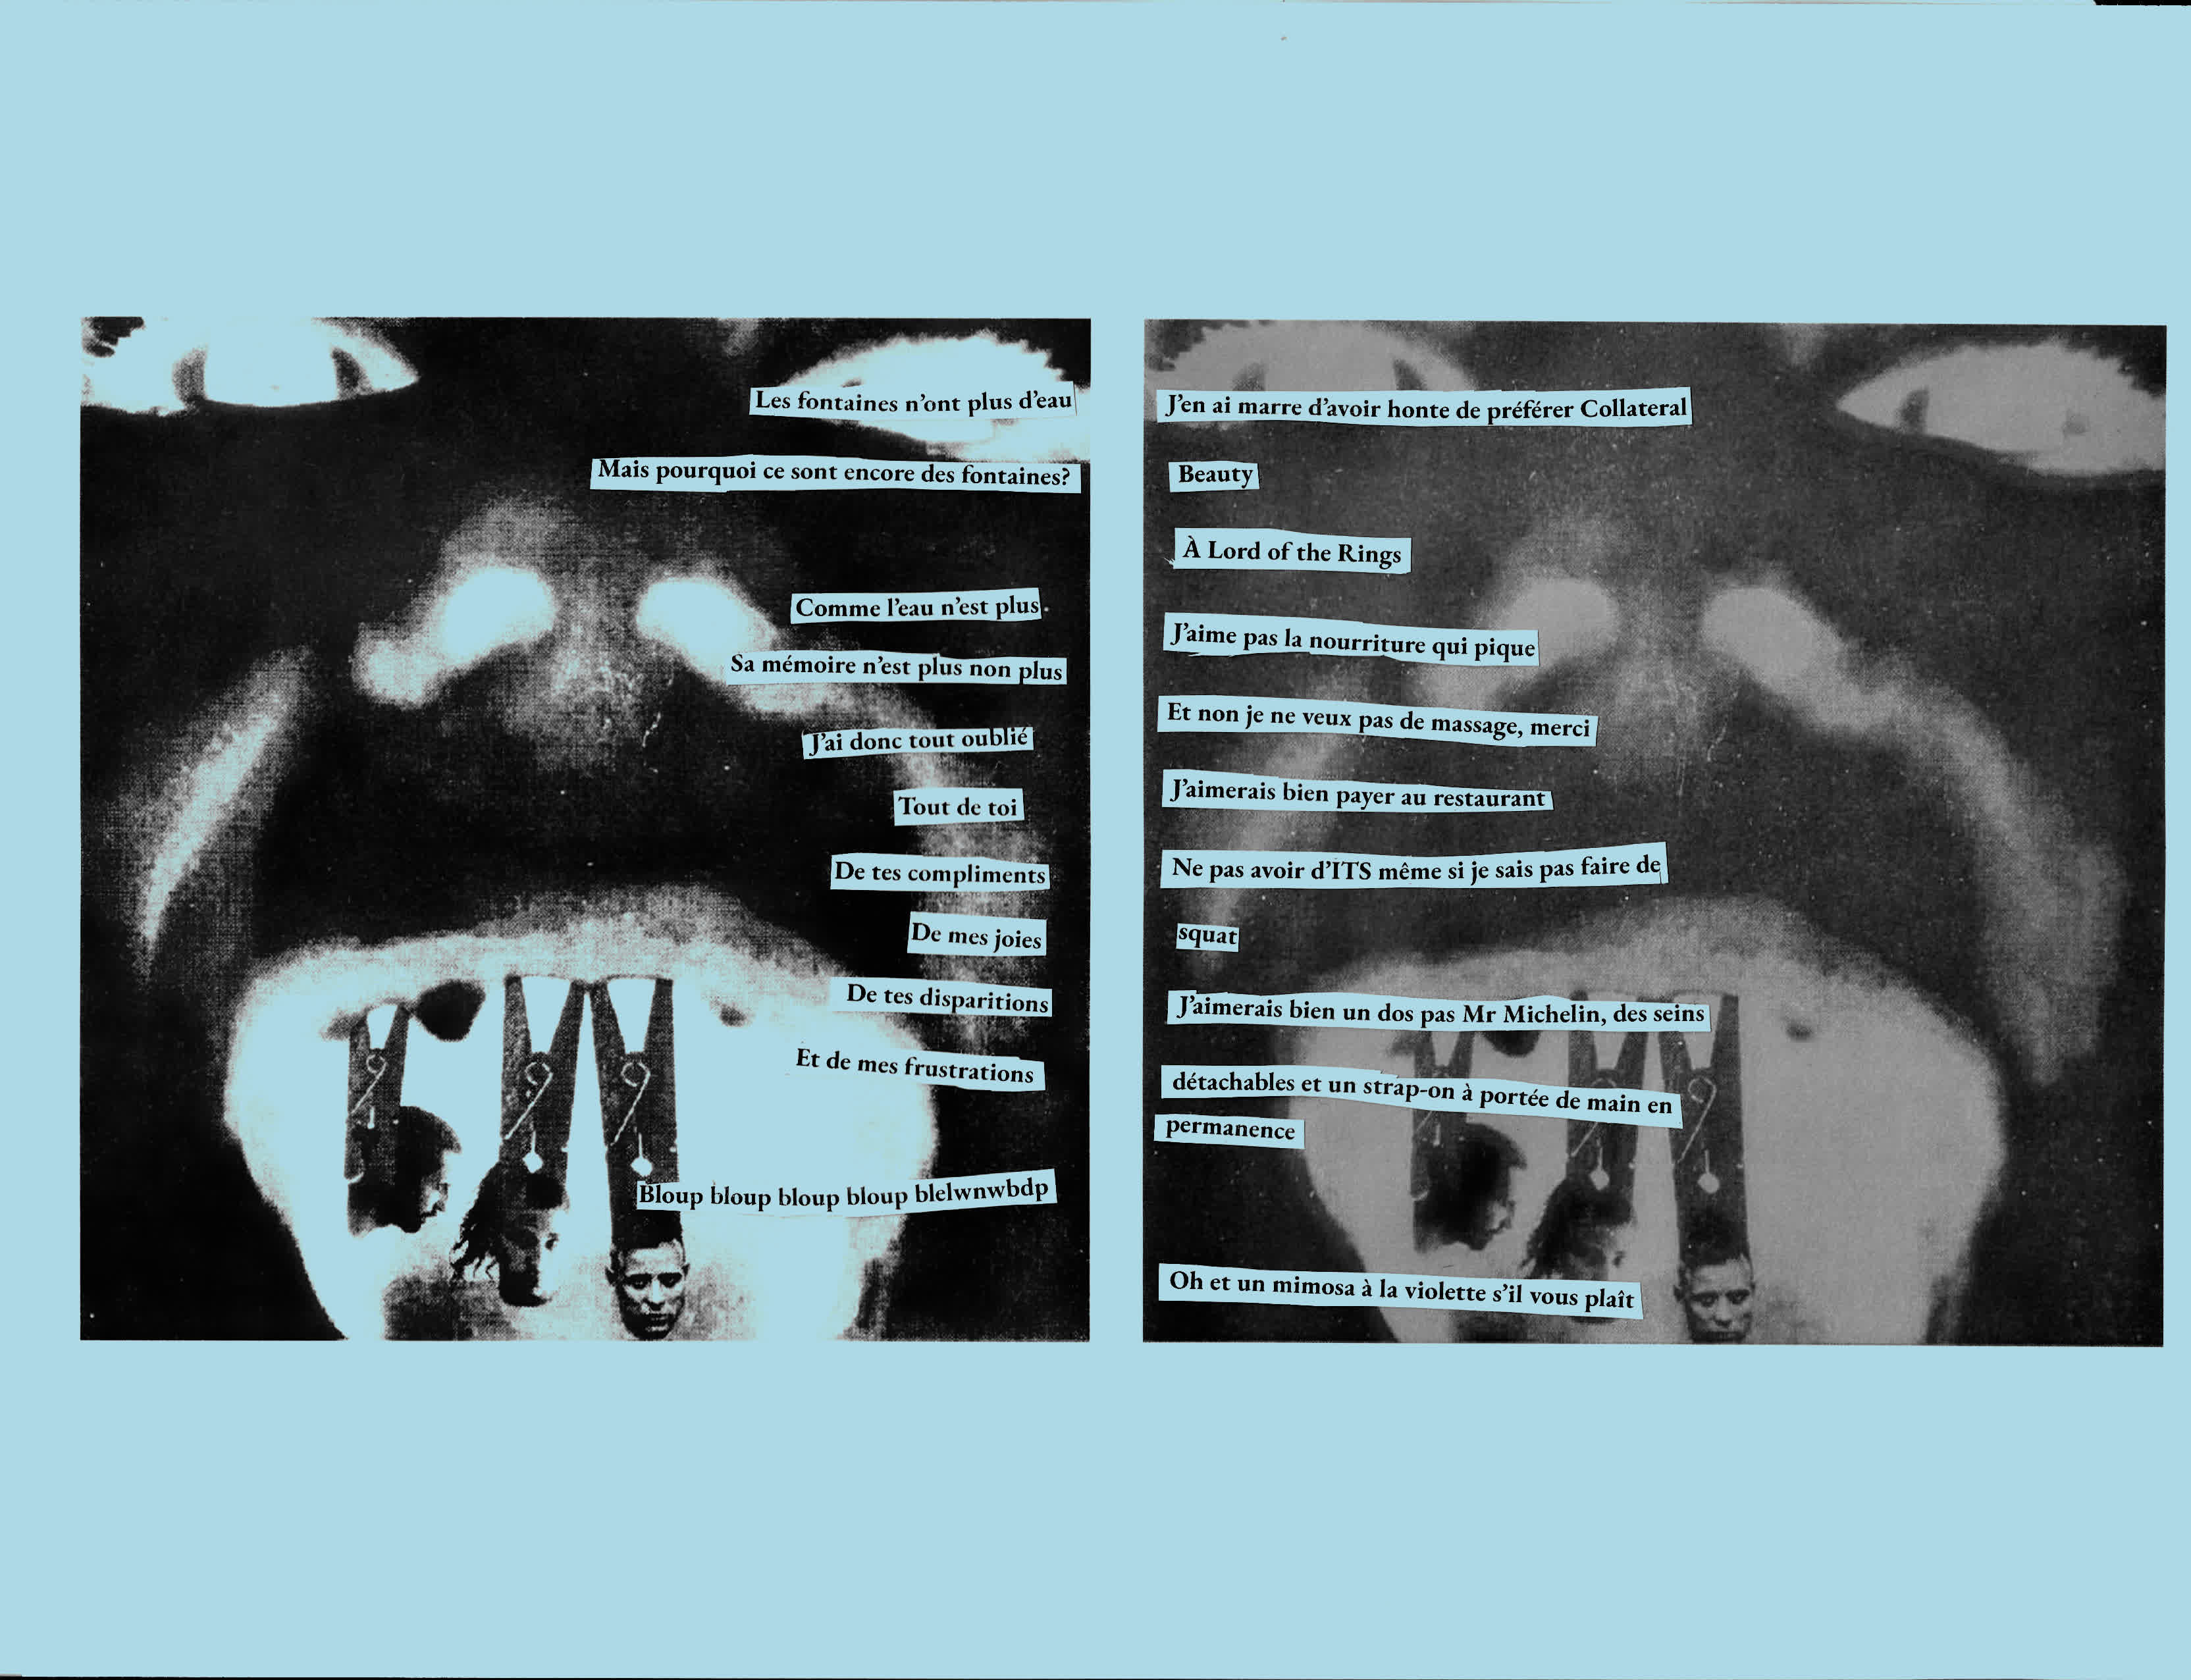 Les fontaines n'ont plus d'eau
Mais pourquoi ce sont encore des fontaines?
Comme l'eau n'est plus
Sa mémoire n'est plus non plus
J'ai donc tout oublié
Tout de toi
De tes compliments
De mes joies
De tes disparitions
Et de mes frustrations
Bloup bloup bloup bloup blelwnwbdp
J'en ai marre d'avoir honte de préférer Collateral
Beauty
À Lord of the Rings
J'aime pas la nourriture qui pique
Et non je ne veux pas de massage, merci
J'aimerais bien payer au restaurant
Ne pas avoir d'ITS même si je sais pas faire de
squat
J'aimerais bien un dos pas Mr Michelin, des seins
détachables et un strap-on à portée de main en
permanence
Oh et un mimosa à la violette s'il vous plaît